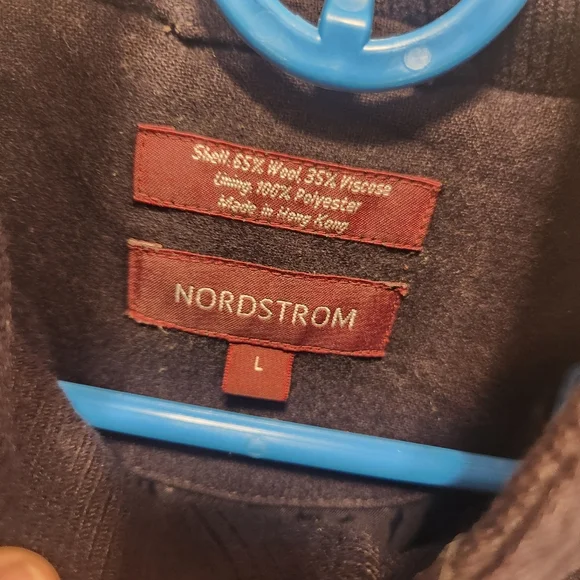 Shell, 65% Wool, 35% Viscose
Lining, 100% Polyester
Made in Hong Kong
NORDSTROM
L